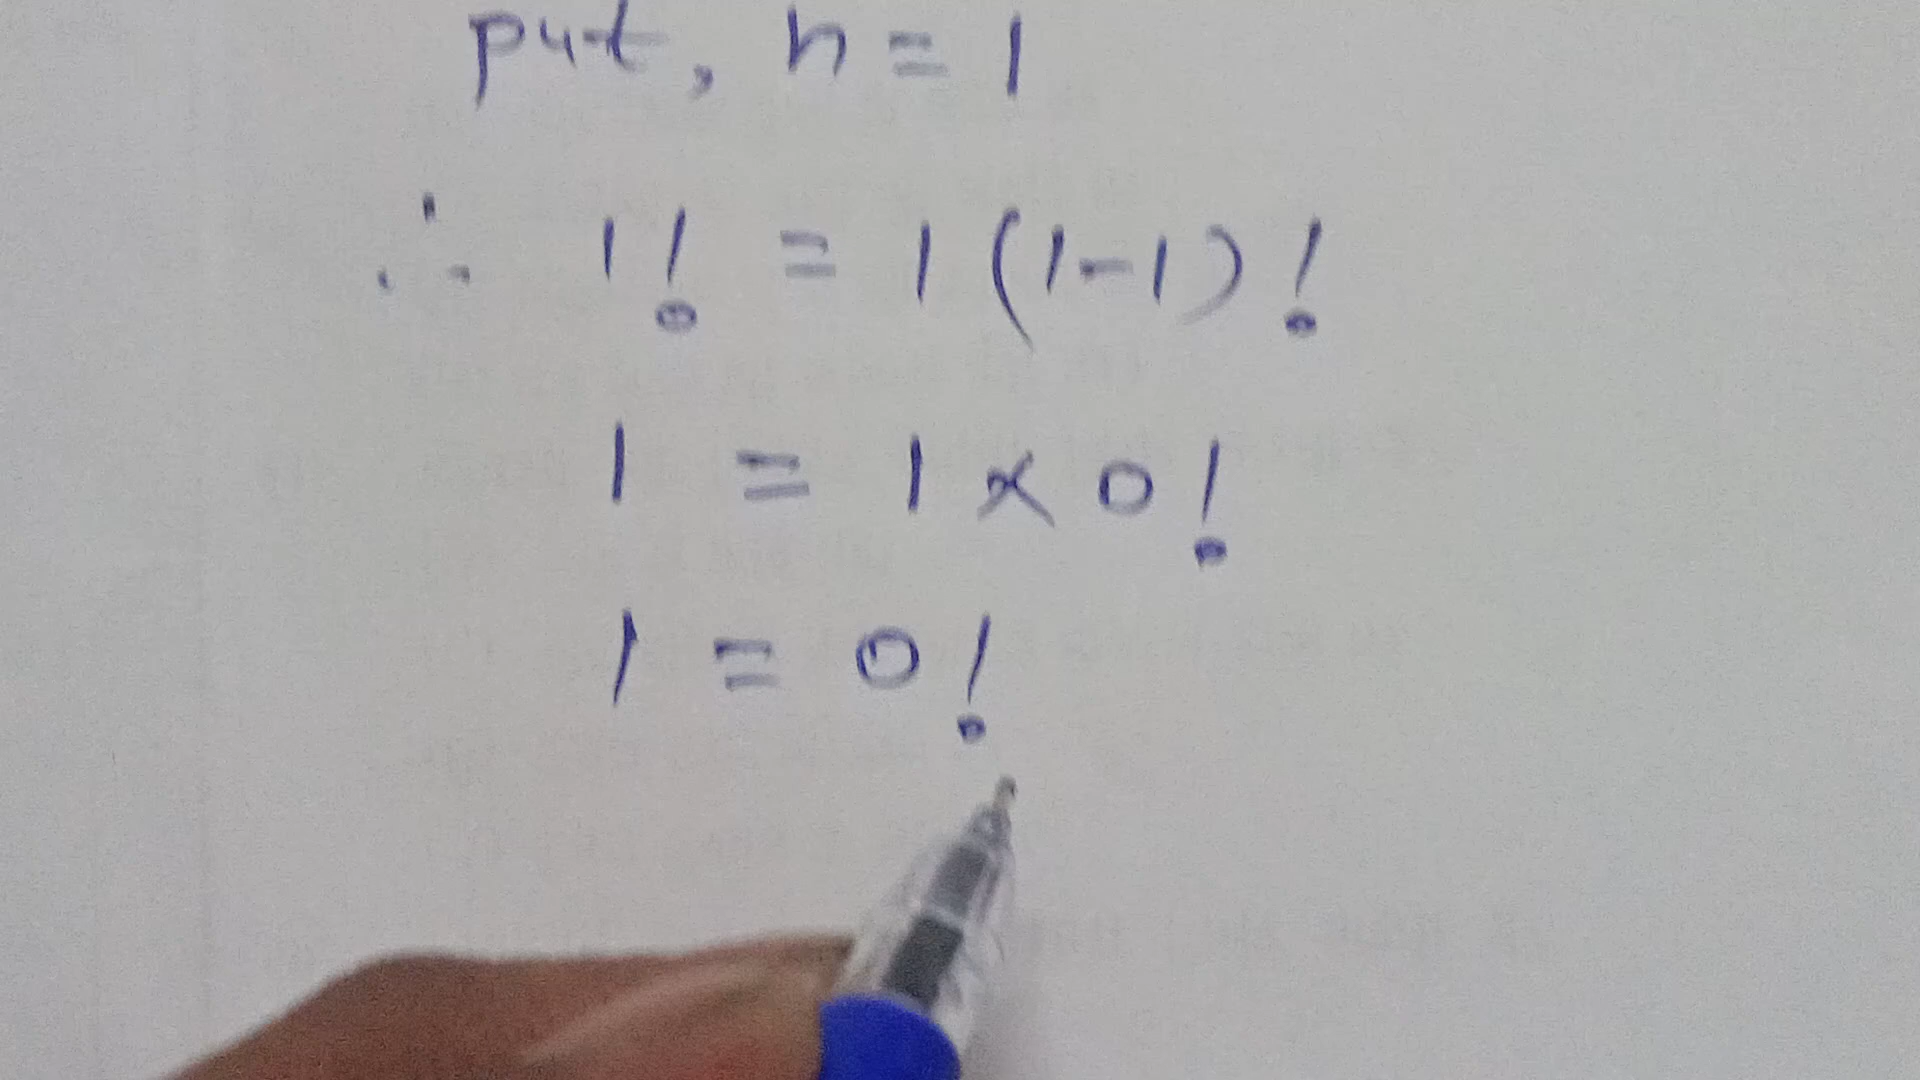 put, n = 1
∴ 1! = 1(1-1)!
1 = 1 × 0!
1 = 0!